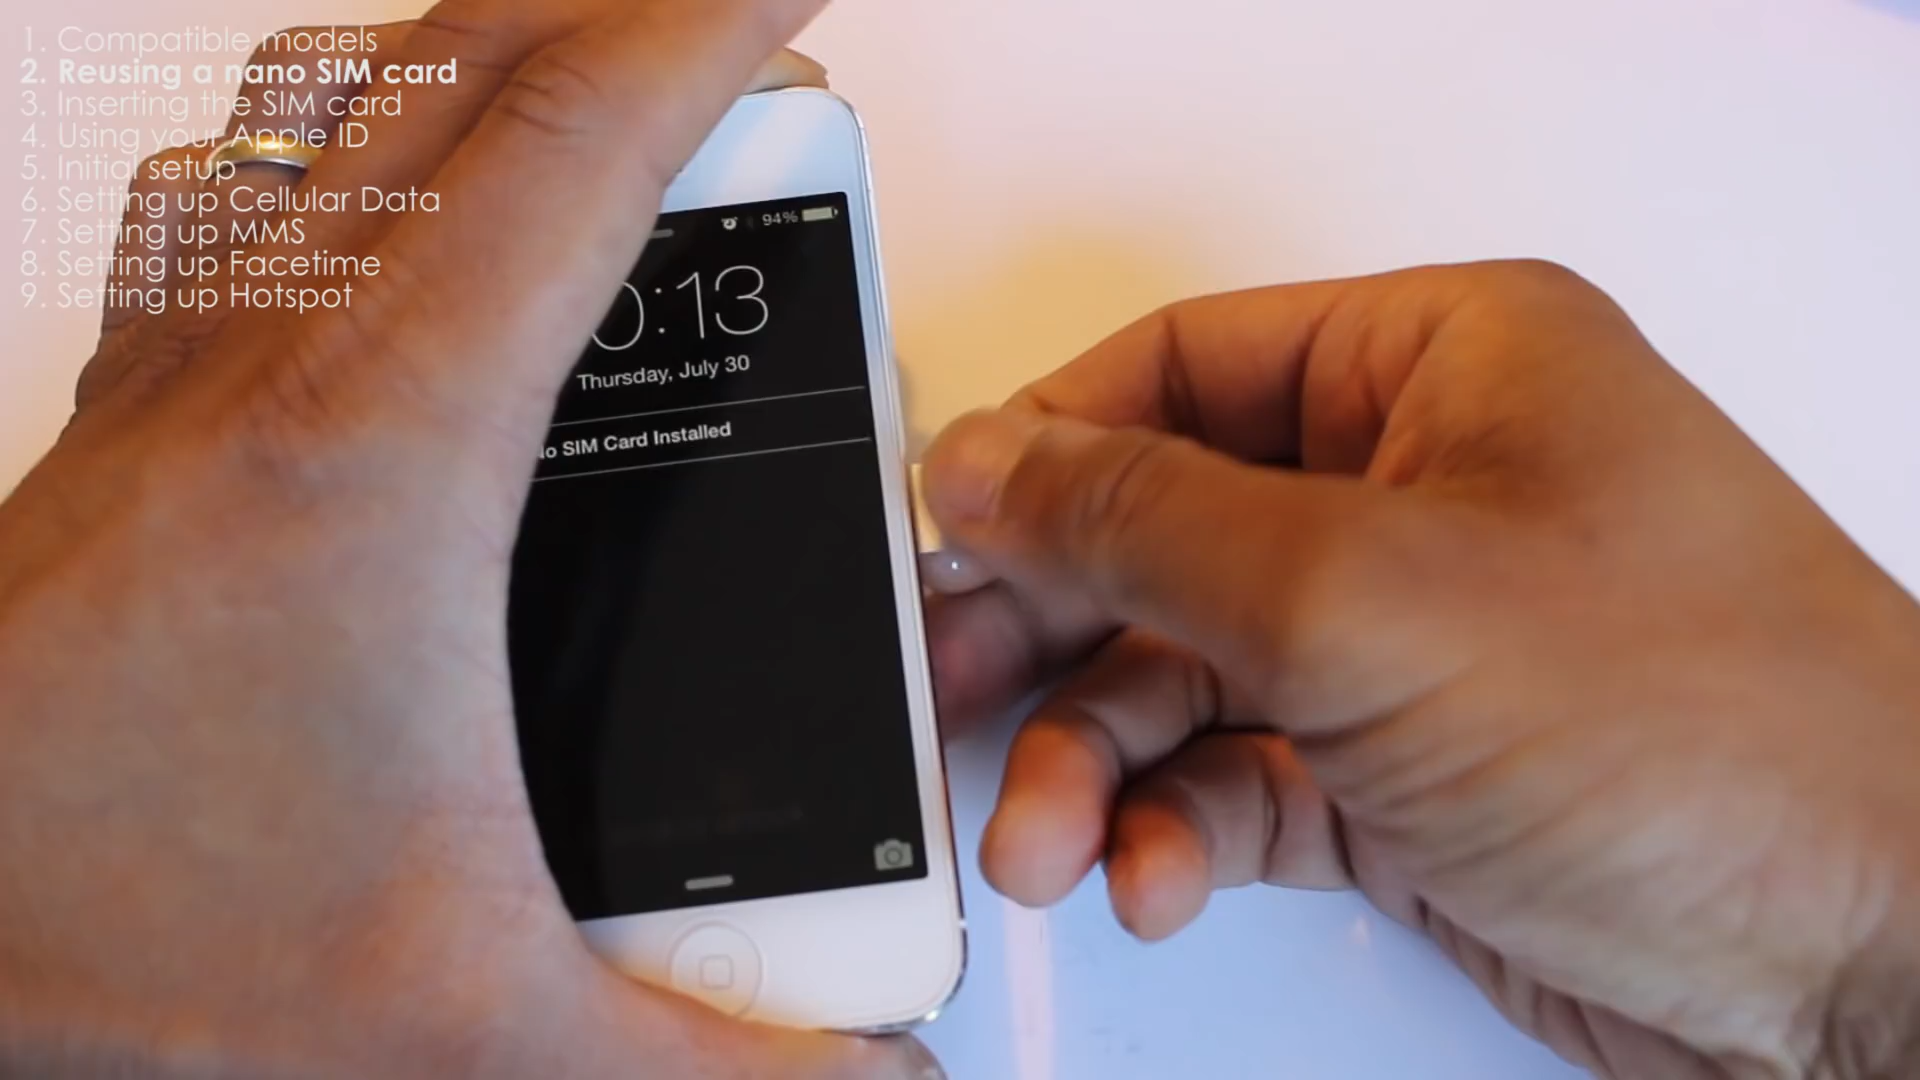 1. Compatible models
2. Reusing a nano SIM card
3. Inserting the SIM card
4. Using your Apple ID
5. Initial setup
6. Setting up Cellular Data
7. Setting up MMS
8. Setting up Facetime
9. Setting up Hotspot
94%
0:13
Thursday, July 30
o SIM Card Installed